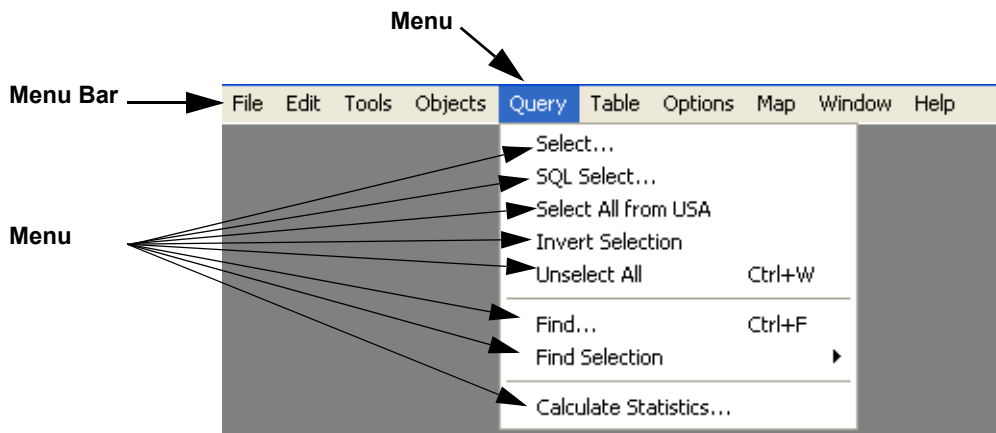 Menu
Menu Bar
File Edit Tools Objects Query Table Options Map Window Help
Select...
SQL Select...
Select All from USA
Menu
Invert Selection
Unselect All Ctrl+W
Find... Ctrl+F
Find Selection
Calculate Statistics...